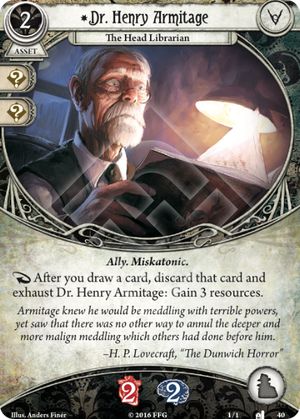 2
*Dr. Henry Armitage
ASSET
The Head Librarian
?
?
Ally. Miskatonic.
After you draw a card, discard that card and
exhaust Dr. Henry Armitage: Gain 3 resources.
Armitage knew he would be meddling with terrible powers,
yet saw that there was no other way to annul the deeper and
more malign meddling which others had done before him.
–H. P. Lovecraft, “The Dunwich Horror”
2 2
Illus. Anders Finér
© 2016 FFG
1/1
40